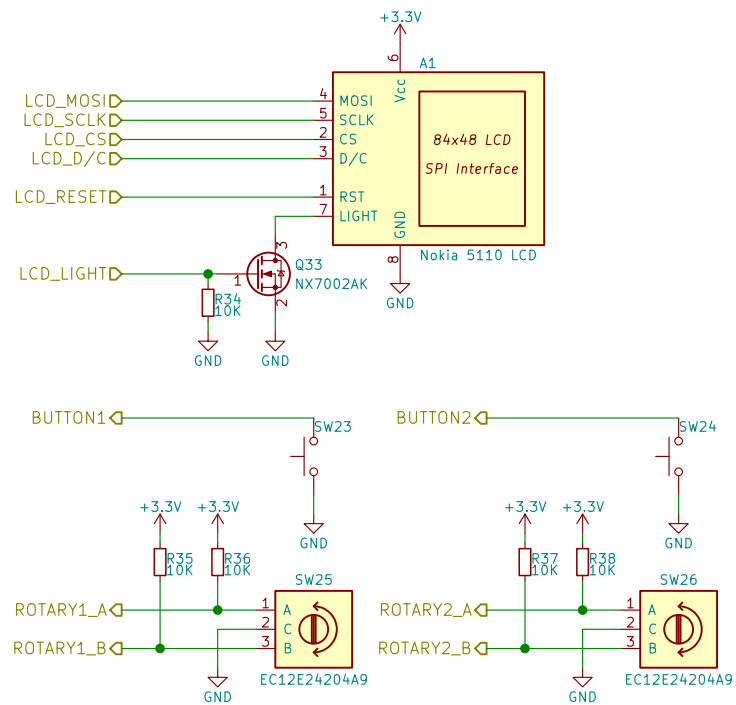 +3.3V
6
A1
Vcc
LCD_MOSI 4 MOSI
LCD_SCLK 5 SCLK
LCD_CS 2 CS
LCD_D/C 3 D/C
84x48 LCD
SPI Interface
LCD_RESET 1 RST
7 LIGHT
GND
8
Nokia 5110 LCD
GND
LCD_LIGHT
1
3
2
Q33
NX7002AK
R34
10K
GND
GND
BUTTON1
SW23
GND
BUTTON2
SW24
GND
+3.3V
+3.3V
R35
10K
R36
10K
SW25
ROTARY1_A 1 A
2 C
ROTARY1_B 3 B
GND
EC12E24204A9
+3.3V
+3.3V
R37
10K
R38
10K
SW26
ROTARY2_A 1 A
2 C
ROTARY2_B 3 B
GND
EC12E24204A9